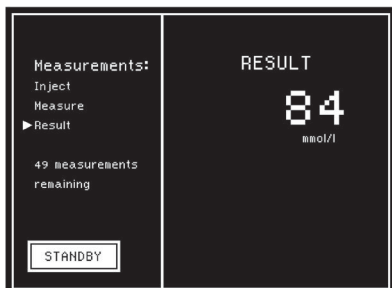 Measurements:
Inject
Measure
▶Result
49 measurements
remaining
STANDBY
RESULT
84
mmol/l